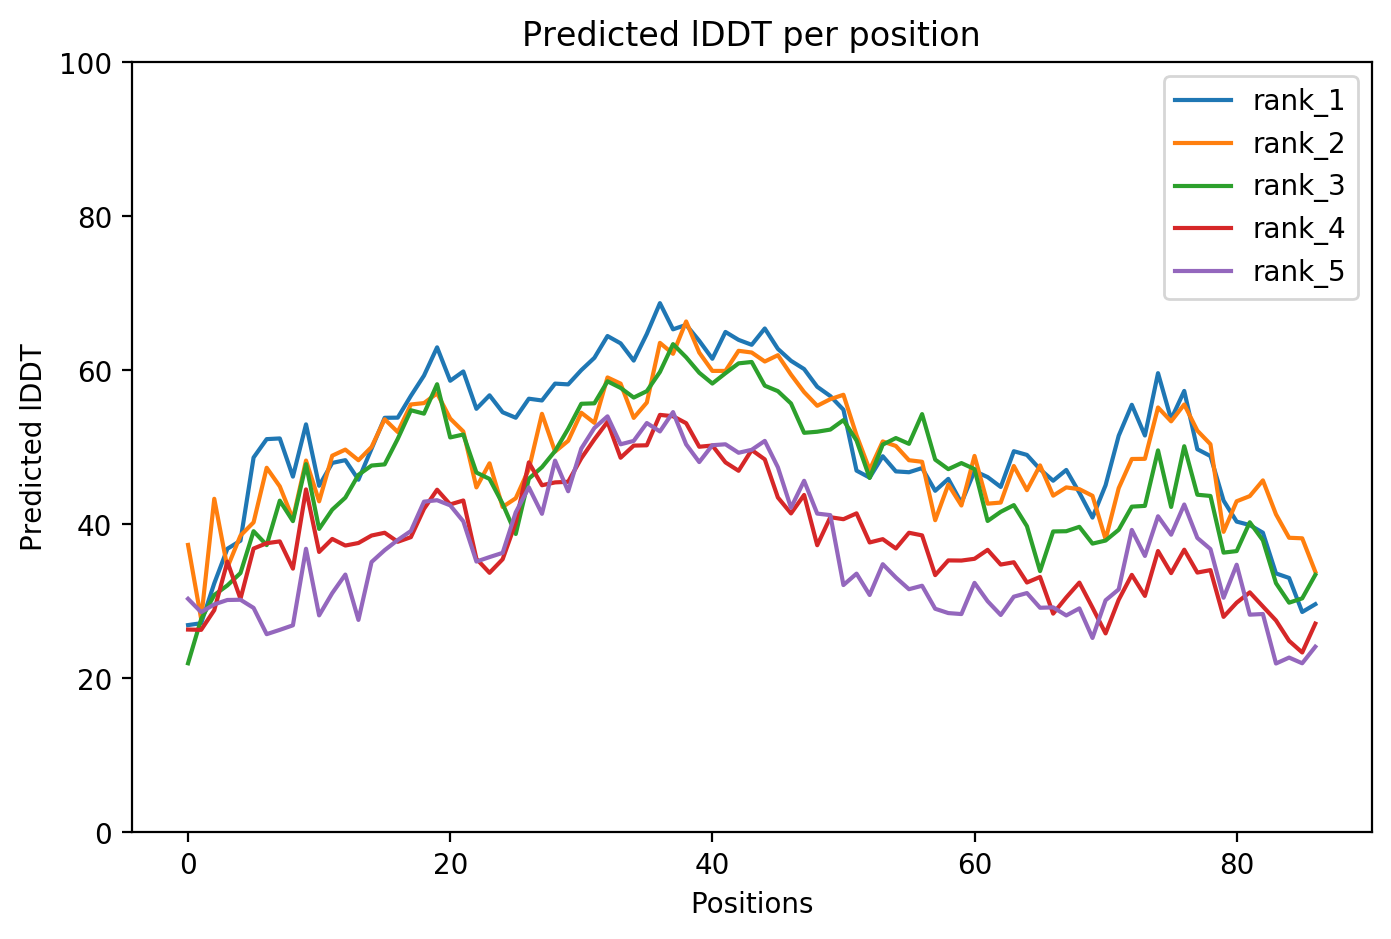 Predicted lDDT per position
100
80
60
40
20
0
Predicted lDDT
rank_1
rank_2
rank_3
rank_4
rank_5
0 20 40 60 80
Positions